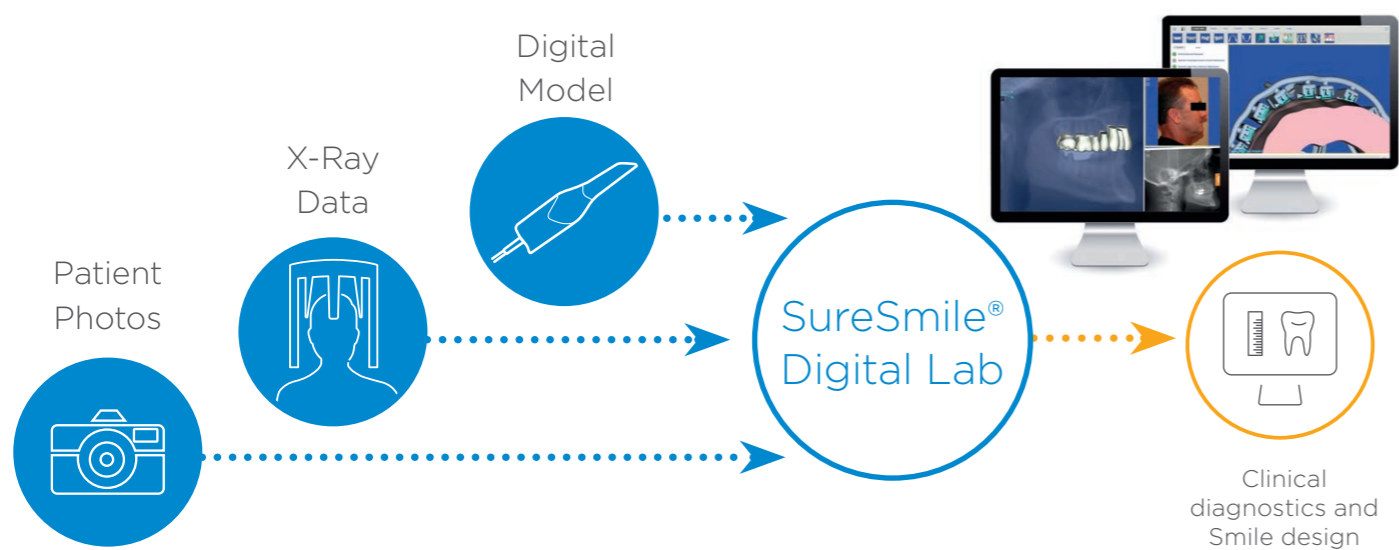 Digital
Model
X-Ray
Data
Patient
Photos
SureSmile®
Digital Lab
Clinical
diagnostics and
Smile design